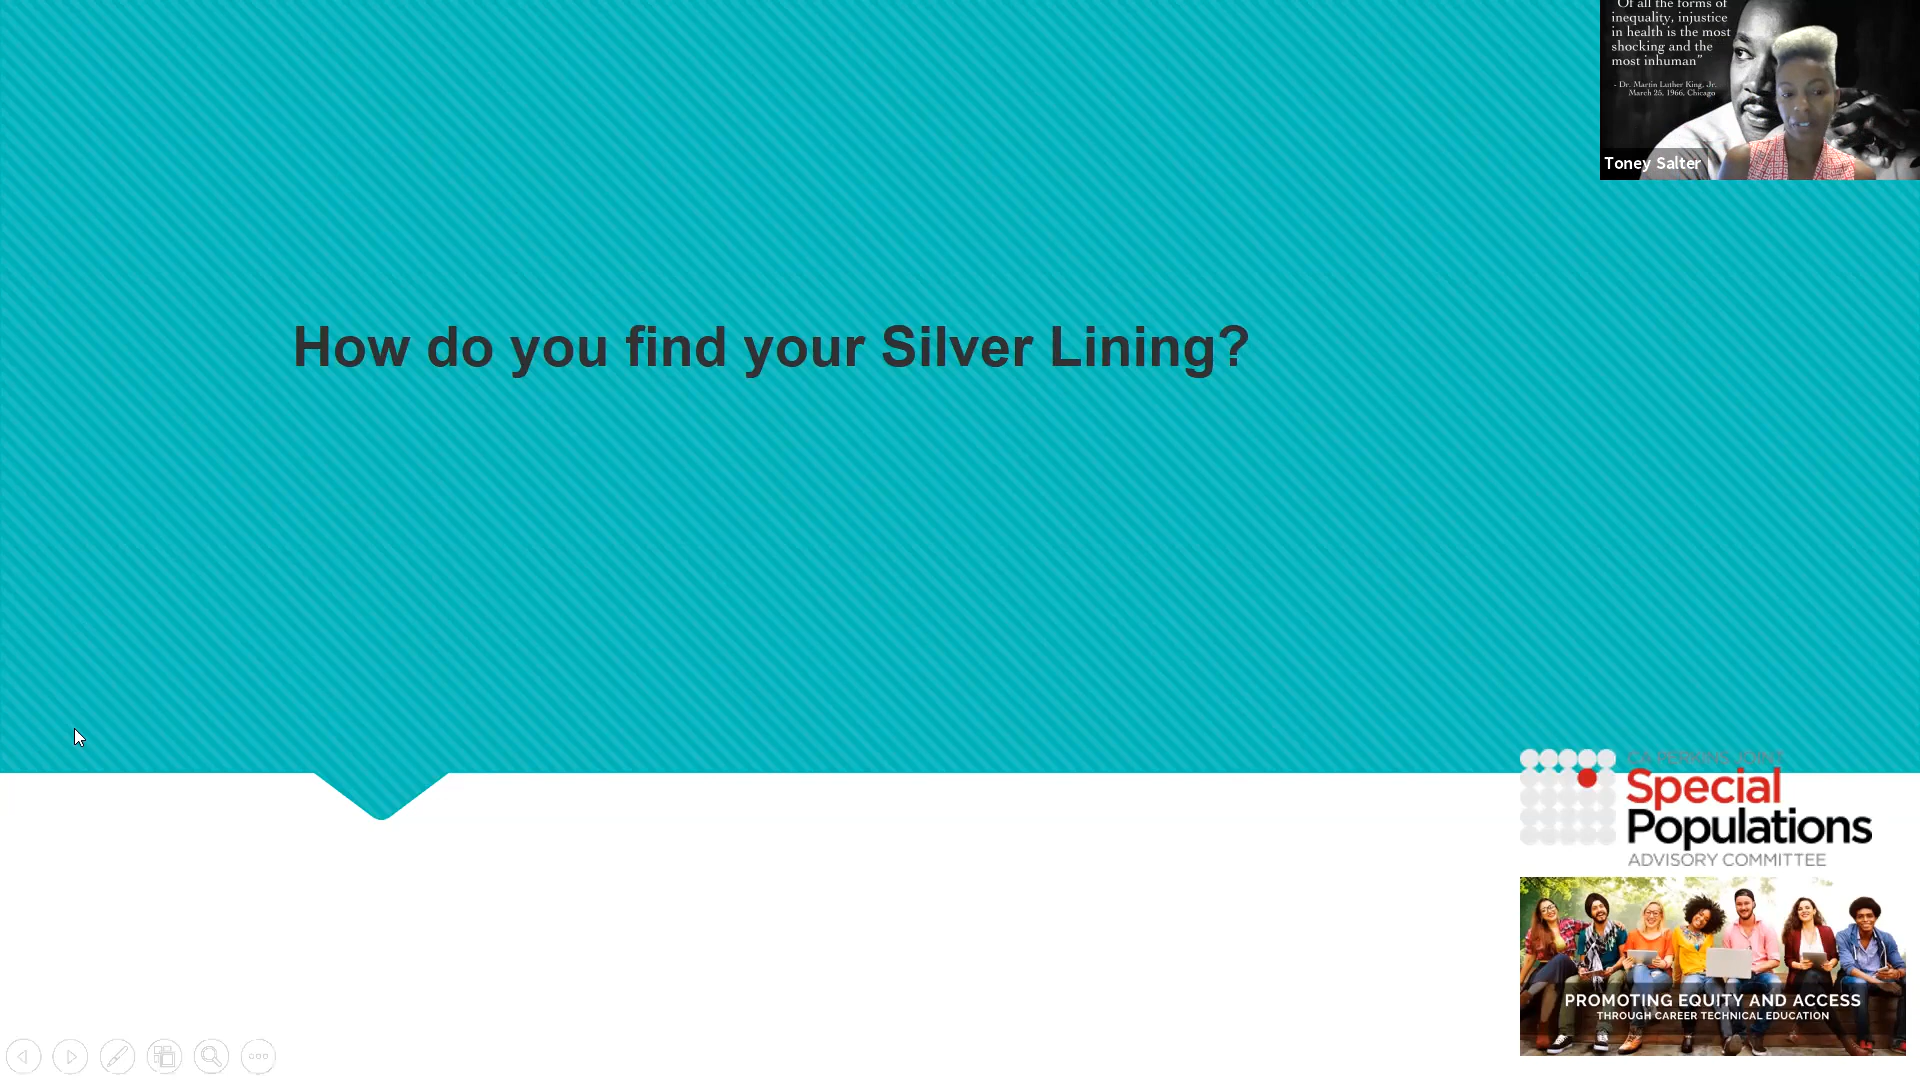 "Of all the forms of
inequality, injustice
in health is the most
shocking and the
most inhuman"
- Dr. Martin Luther King, Jr.
March 25, 1966, Chicago
Toney Salter
How do you find your Silver Lining?
CA PERKINS JOINT
Special
Populations
ADVISORY COMMITTEE
PROMOTING EQUITY AND ACCESS
THROUGH CAREER TECHNICAL EDUCATION